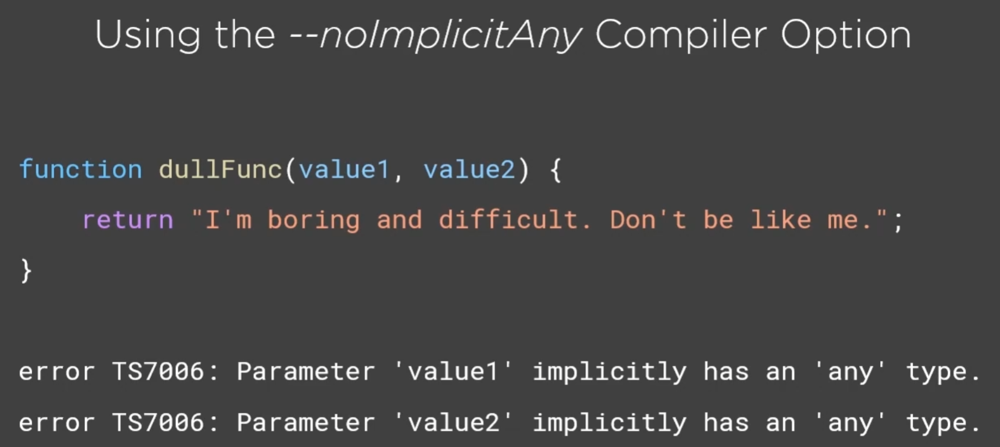 Using the --noImplicitAny Compiler Option
function dullFunc(value1, value2) {
return "I'm boring and difficult. Don't be like me.";
}
error TS7006: Parameter 'value1' implicitly has an 'any' type.
error TS7006: Parameter 'value2' implicitly has an 'any' type.